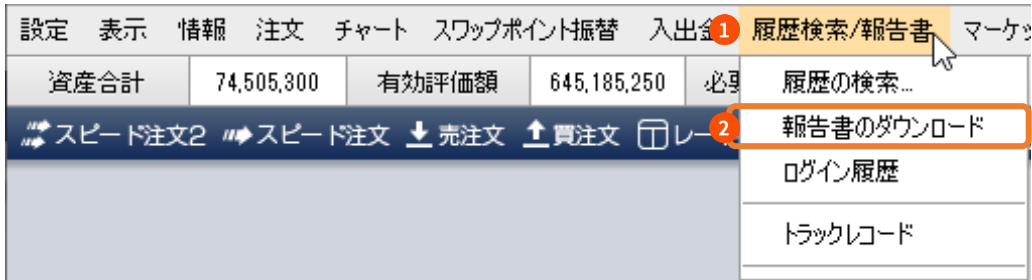 設定 表示 情報 注文 チャート スワップポイント振替 入出金 1 履歴検索/報告書 マーケッ
資産合計 74,505,300 有効評価額 645,185,250 必要 履歴の検索...
スピード注文2 スピード注文 売注文 買注文 レー 2 報告書のダウンロード
ログイン履歴
トラックレコード